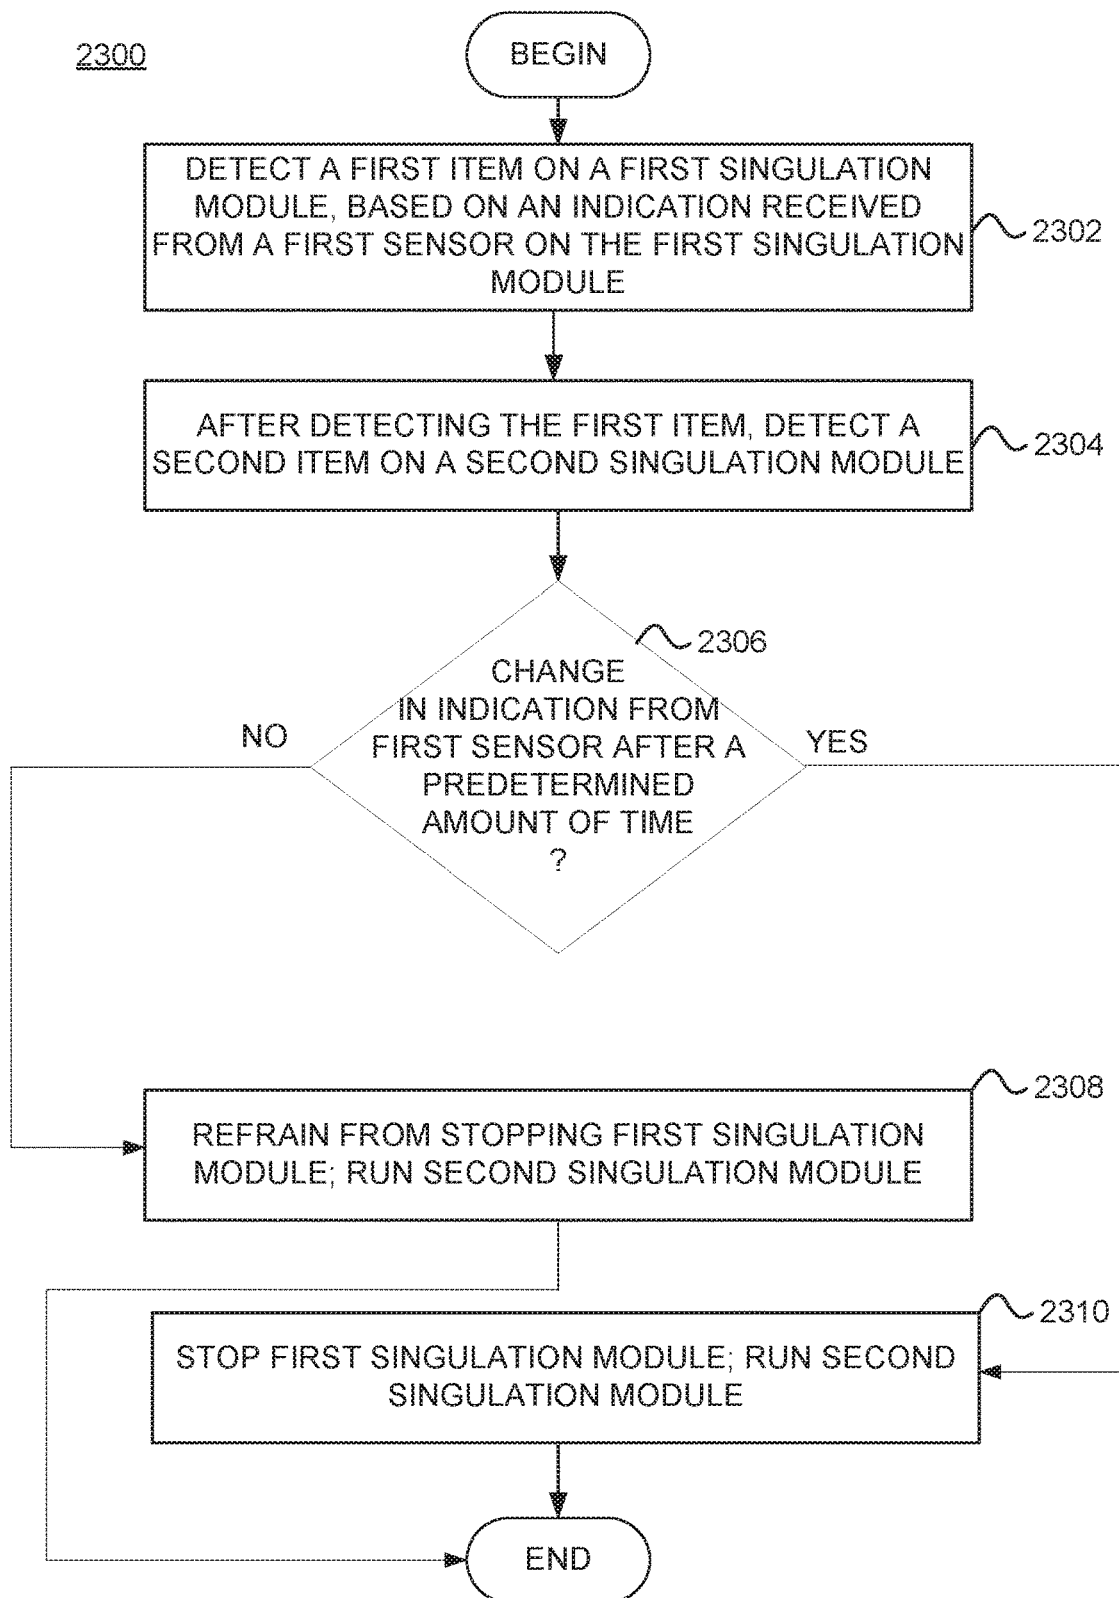 2300
BEGIN
DETECT A FIRST ITEM ON A FIRST SINGULATION
MODULE, BASED ON AN INDICATION RECEIVED
FROM A FIRST SENSOR ON THE FIRST SINGULATION
MODULE
2302
AFTER DETECTING THE FIRST ITEM, DETECT A
SECOND ITEM ON A SECOND SINGULATION MODULE
2304
2306
CHANGE
IN INDICATION FROM
FIRST SENSOR AFTER A
PREDETERMINED
AMOUNT OF TIME
?
NO
YES
2308
REFRAIN FROM STOPPING FIRST SINGULATION
MODULE; RUN SECOND SINGULATION MODULE
2310
STOP FIRST SINGULATION MODULE; RUN SECOND
SINGULATION MODULE
END